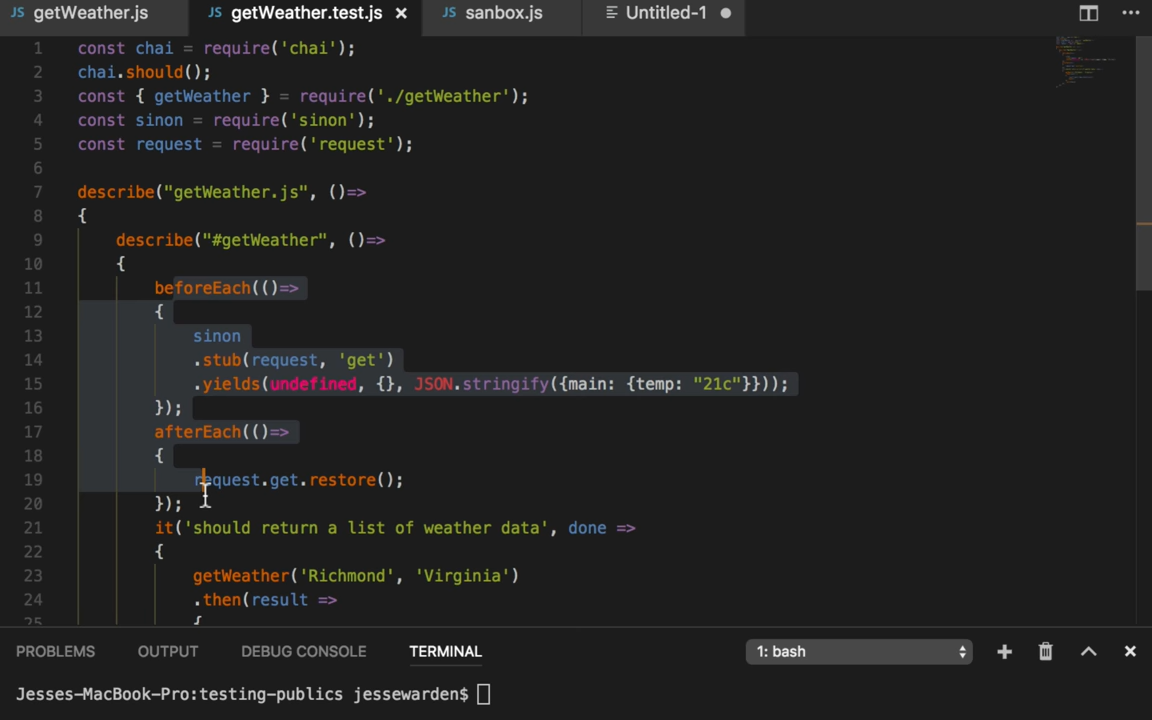 JS getWeather.js JS getWeather.test.js × JS sanbox.js Untitled-1
1 const chai = require('chai');
2 chai.should();
3 const { getWeather } = require('./getWeather');
4 const sinon = require('sinon');
5 const request = require('request');
6
7 describe("getWeather.js", ()=>
8 {
9 describe("#getWeather", ()=>
10 {
11 beforeEach(()=>
12 {
13 sinon
14 .stub(request, 'get')
15 .yields(undefined, {}, JSON.stringify({main: {temp: "21c"}}));
16 });
17 afterEach(()=>
18 {
19 request.get.restore();
20 });
21 it('should return a list of weather data', done =>
22 {
23 getWeather('Richmond', 'Virginia')
24 .then(result =>
25 {
PROBLEMS OUTPUT DEBUG CONSOLE TERMINAL 1: bash
Jesses-MacBook-Pro:testing-publics jessewarden$